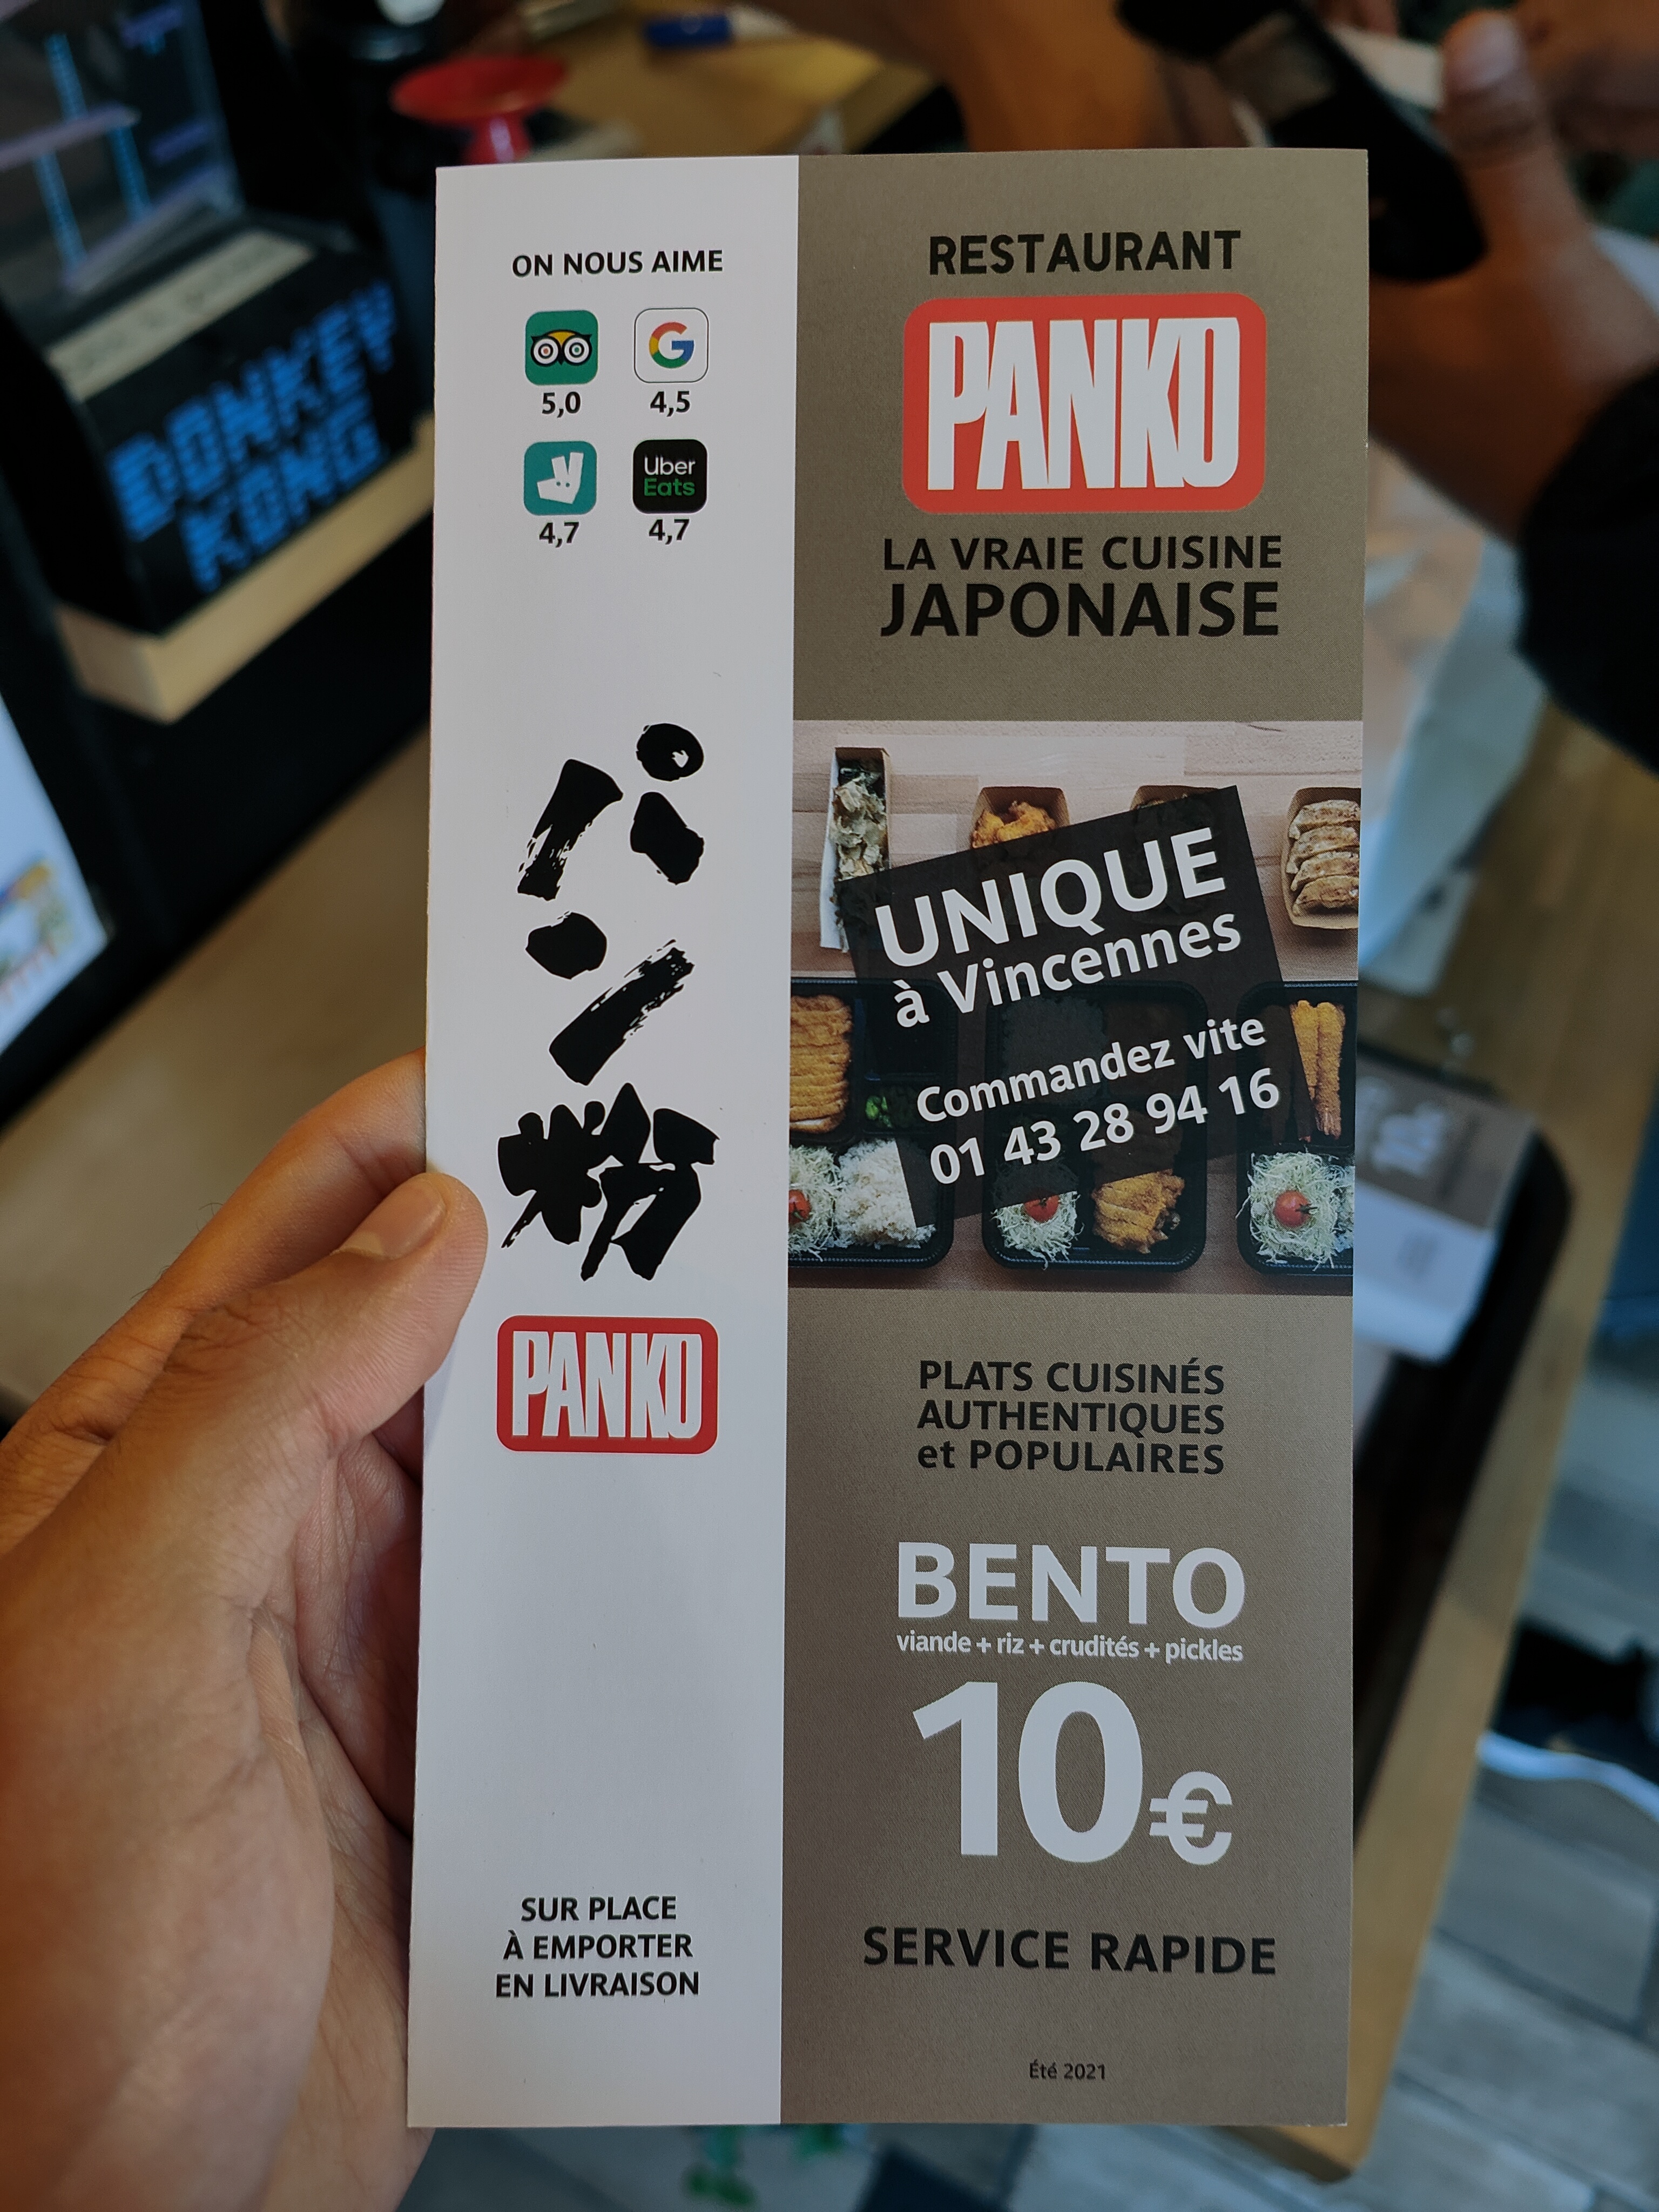 ON NOUS AIME
5,0
G
4,5
4,7
Uber
Eats
4,7
パン粉
PANKO
SUR PLACE
À EMPORTER
EN LIVRAISON
RESTAURANT
PANKO
LA VRAIE CUISINE
JAPONAISE
UNIQUE
à Vincennes
Commandez vite
01 43 28 94 16
PLATS CUISINÉS
AUTHENTIQUES
et POPULAIRES
BENTO
viande + riz + crudités + pickles
10€
SERVICE RAPIDE
Été 2021
DONKEY
KONG